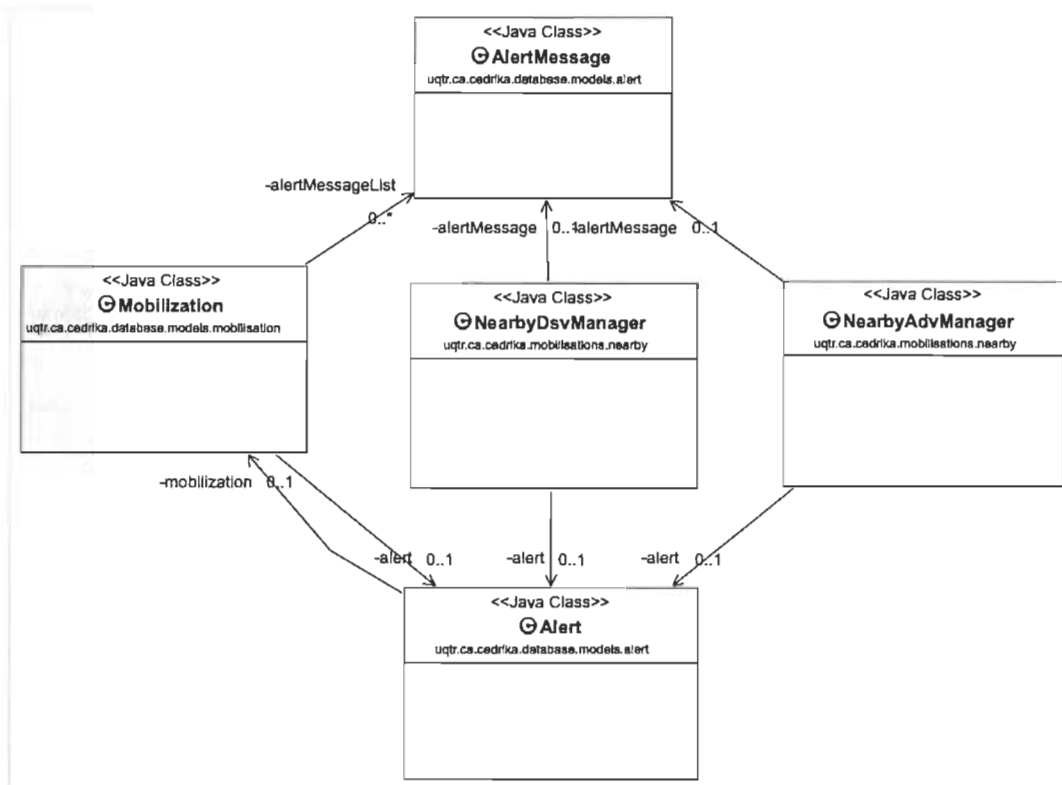 <<Java Class>>
AlertMessage
uqtr.ca.cedrika.database.models.alert
-alertMessageList
0..*
-alertMessage 0..1
-alertMessage 0..1
<<Java Class>>
Mobilization
uqtr.ca.cedrika.database.models.mobilisation
<<Java Class>>
NearbyDsvManager
uqtr.ca.cedrika.mobilisations.nearby
<<Java Class>>
NearbyAdvManager
uqtr.ca.cedrika.mobilisations.nearby
-mobilization 0..1
-alert 0..1
-alert 0..1
-alert 0..1
<<Java Class>>
Alert
uqtr.ca.cedrika.database.models.alert